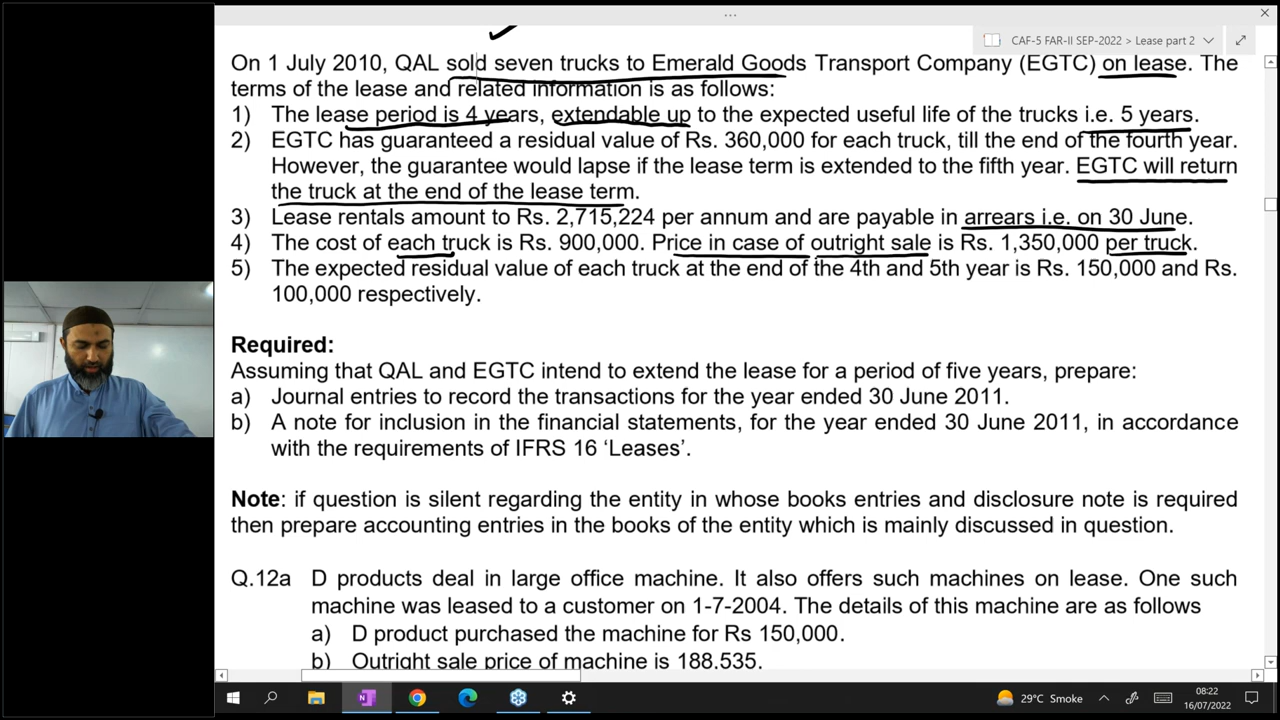 CAF-5 FAR-II SEP-2022 > Lease part 2
On 1 July 2010, QAL sold seven trucks to Emerald Goods Transport Company (EGTC) on lease. The
terms of the lease and related information is as follows:
1) The lease period is 4 years, extendable up to the expected useful life of the trucks i.e. 5 years.
2) EGTC has guaranteed a residual value of Rs. 360,000 for each truck, till the end of the fourth year.
However, the guarantee would lapse if the lease term is extended to the fifth year. EGTC will return
the truck at the end of the lease term.
3) Lease rentals amount to Rs. 2,715,224 per annum and are payable in arrears i.e. on 30 June.
4) The cost of each truck is Rs. 900,000. Price in case of outright sale is Rs. 1,350,000 per truck.
5) The expected residual value of each truck at the end of the 4th and 5th year is Rs. 150,000 and Rs.
100,000 respectively.
Required:
Assuming that QAL and EGTC intend to extend the lease for a period of five years, prepare:
a) Journal entries to record the transactions for the year ended 30 June 2011.
b) A note for inclusion in the financial statements, for the year ended 30 June 2011, in accordance
with the requirements of IFRS 16 ‘Leases’.
Note: if question is silent regarding the entity in whose books entries and disclosure note is required
then prepare accounting entries in the books of the entity which is mainly discussed in question.
Q.12a D products deal in large office machine. It also offers such machines on lease. One such
machine was leased to a customer on 1-7-2004. The details of this machine are as follows
a) D product purchased the machine for Rs 150,000.
b) Outright sale price of machine is 188,535.
29°C Smoke
08:22
16/07/2022